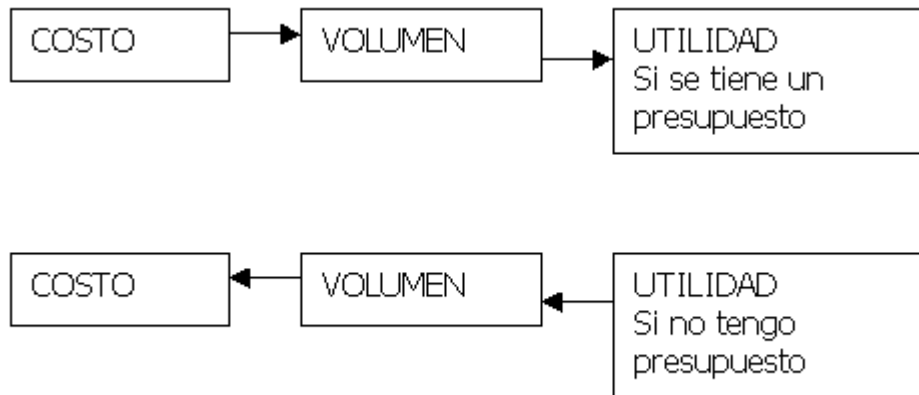 COSTO
VOLUMEN
UTILIDAD
Si se tiene un
presupuesto
COSTO
VOLUMEN
UTILIDAD
Si no tengo
presupuesto